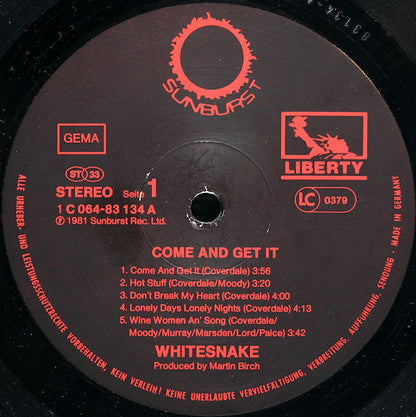 83134-A
SUNBURST
GEMA
LIBERTY
ST 33
STEREO Seite 1
LC 0379
1 C 064-83 134 A
℗ 1981 Sunburst Rec. Ltd.
COME AND GET IT
1. Come And Get It (Coverdale) 3:56
2. Hot Stuff (Coverdale/Moody) 3:20
3. Don't Break My Heart (Coverdale) 4:00
4. Lonely Days Lonely Nights (Coverdale) 4:13
5. Wine Women An' Song (Coverdale/
Moody/Murray/Marsden/Lord/Paice) 3:42
WHITESNAKE
Produced by Martin Birch
ALLE URHEBER- UND LEISTUNGSSCHUTZRECHTE VORBEHALTEN, KEIN VERLEIH! KEINE UNERLAUBTE VERVIELFÄLTIGUNG, VERMIETUNG, AUFFÜHRUNG, SENDUNG - MADE IN GERMANY